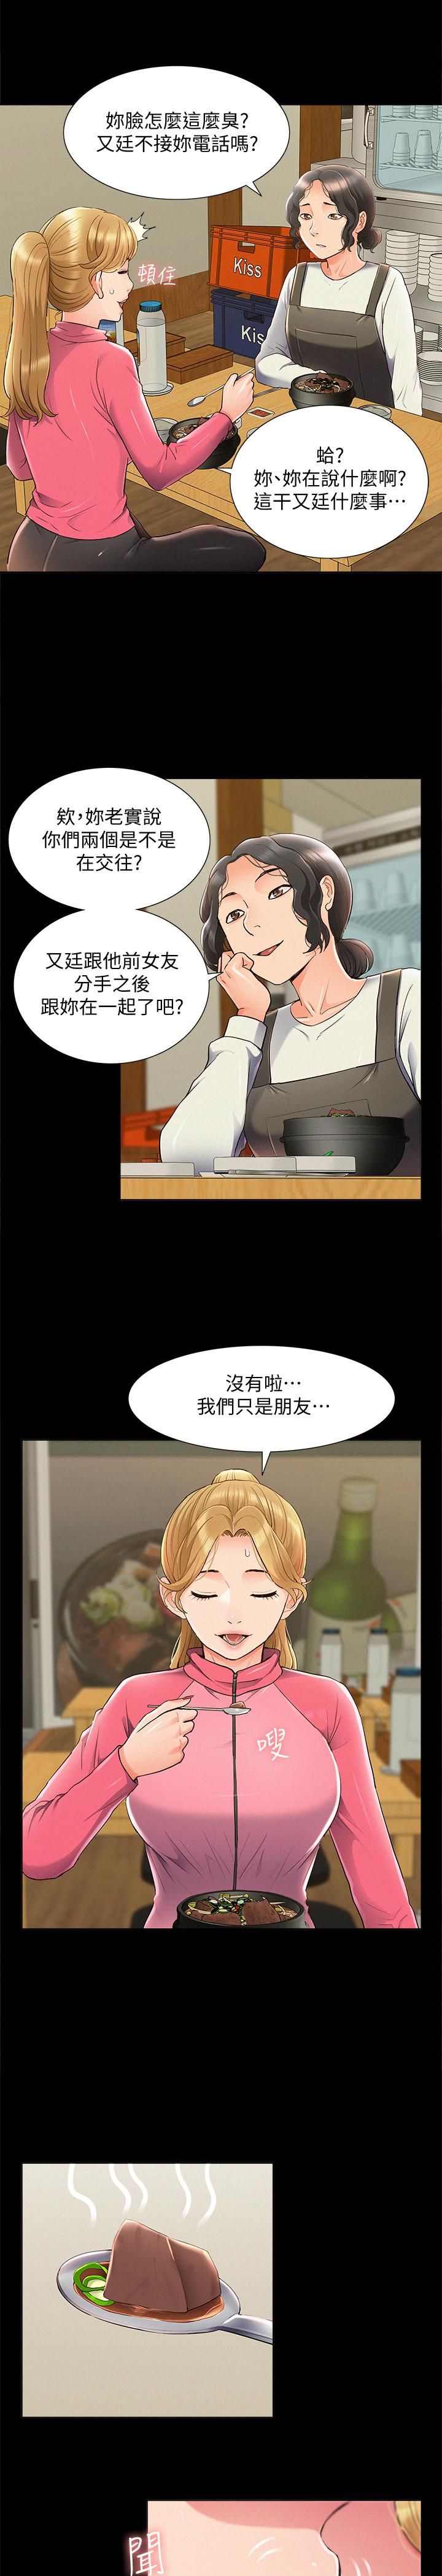 妳臉怎麼這麼臭?
又廷不接妳電話嗎?
頓住
Kiss
Kis
蛤?
妳、妳在說什麼啊?
這干又廷什麼事⋯
欸,妳老實說
你們兩個是不是
在交往?
又廷跟他前女友
分手之後
跟妳在一起了吧?
沒有啦⋯
我們只是朋友⋯
嗖
聞